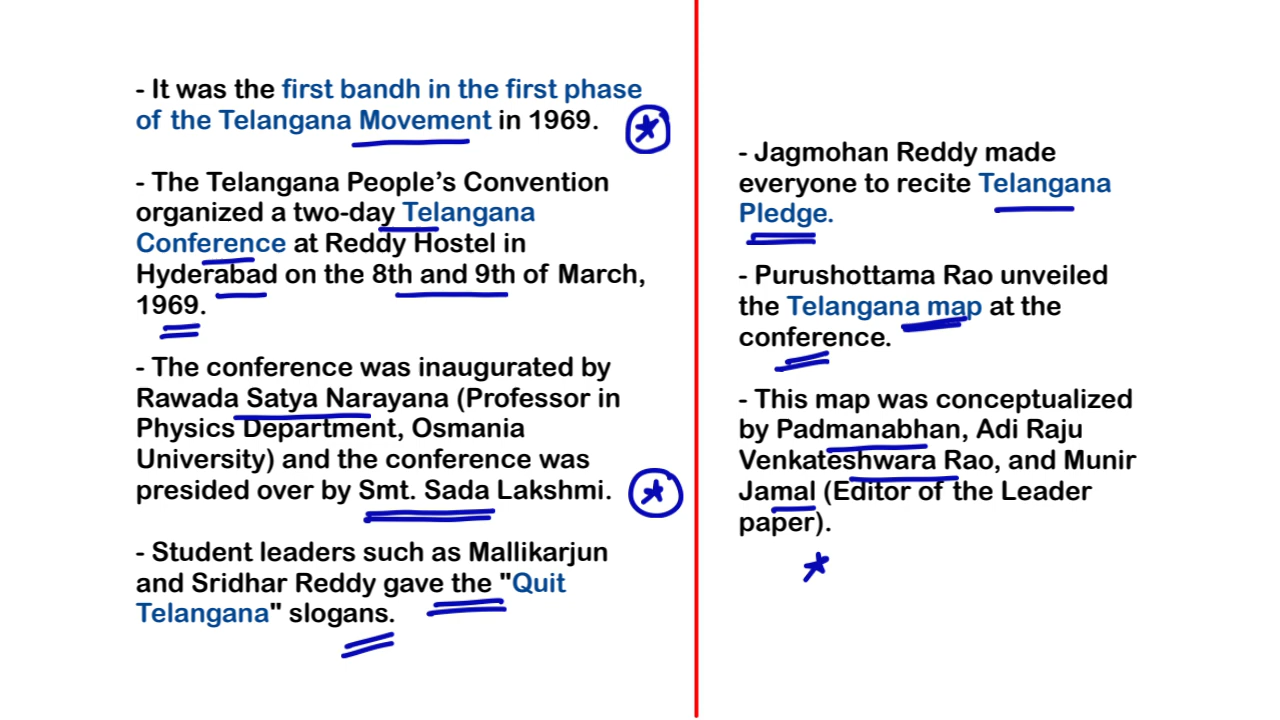 - It was the first bandh in the first phase
of the Telangana Movement in 1969.
- The Telangana People’s Convention
organized a two-day Telangana
Conference at Reddy Hostel in
Hyderabad on the 8th and 9th of March,
1969.
- The conference was inaugurated by
Rawada Satya Narayana (Professor in
Physics Department, Osmania
University) and the conference was
presided over by Smt. Sada Lakshmi.
- Student leaders such as Mallikarjun
and Sridhar Reddy gave the "Quit
Telangana" slogans.
- Jagmohan Reddy made
everyone to recite Telangana
Pledge.
- Purushottama Rao unveiled
the Telangana map at the
conference.
- This map was conceptualized
by Padmanabhan, Adi Raju
Venkateshwara Rao, and Munir
Jamal (Editor of the Leader
paper).